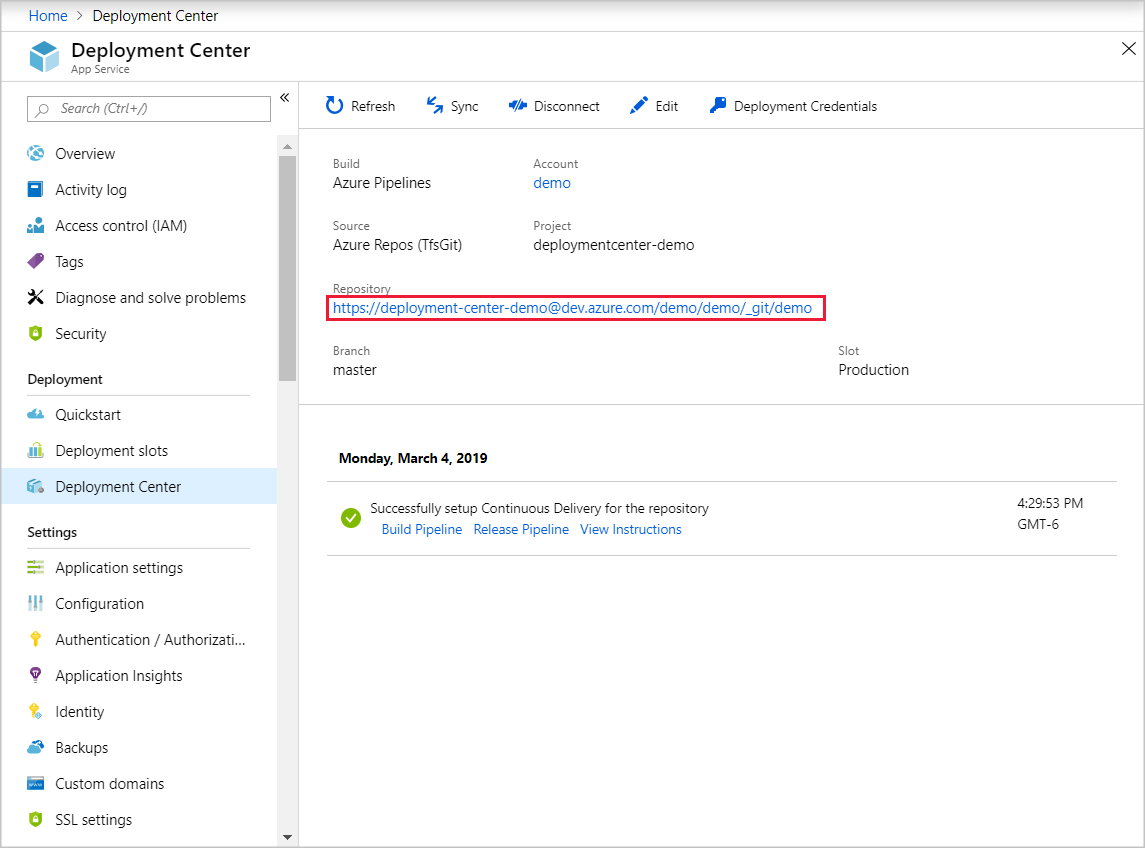 Home > Deployment Center
Deployment Center
App Service
Search (Ctrl+/)
Overview
Activity log
Access control (IAM)
Tags
Diagnose and solve problems
Security
Deployment
Quickstart
Deployment slots
Deployment Center
Settings
Application settings
Configuration
Authentication / Authorizati...
Application Insights
Identity
Backups
Custom domains
SSL settings
Refresh Sync Disconnect Edit Deployment Credentials
Build Account
Azure Pipelines demo
Source Project
Azure Repos (TfsGit) deploymentcenter-demo
Repository
https://deployment-center-demo@dev.azure.com/demo/demo/_git/demo
Branch Slot
master Production
Monday, March 4, 2019
Successfully setup Continuous Delivery for the repository 4:29:53 PM
Build Pipeline Release Pipeline View Instructions GMT-6